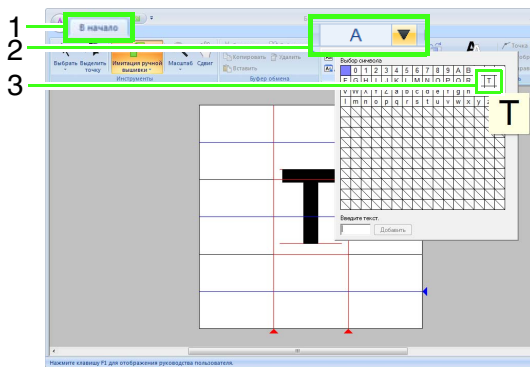 1
В начало
2
A
3
Выбрать
Выделить точку
Имитация ручной вышивки
Масштаб
Сдвиг
Копировать
Удалить
Вставить
Инструменты
Буфер обмена
Точка
Выбор символа
0 1 2 3 4 5 6 7 8 9 A B
E G H I J K L M N O P Q R
T
V W X Y Z a b c d e f g h
l m n o p q r s t u v w x y z
T
Введите текст.
Добавить
T
Нажмите клавишу F1 для отображения руководства пользователя.